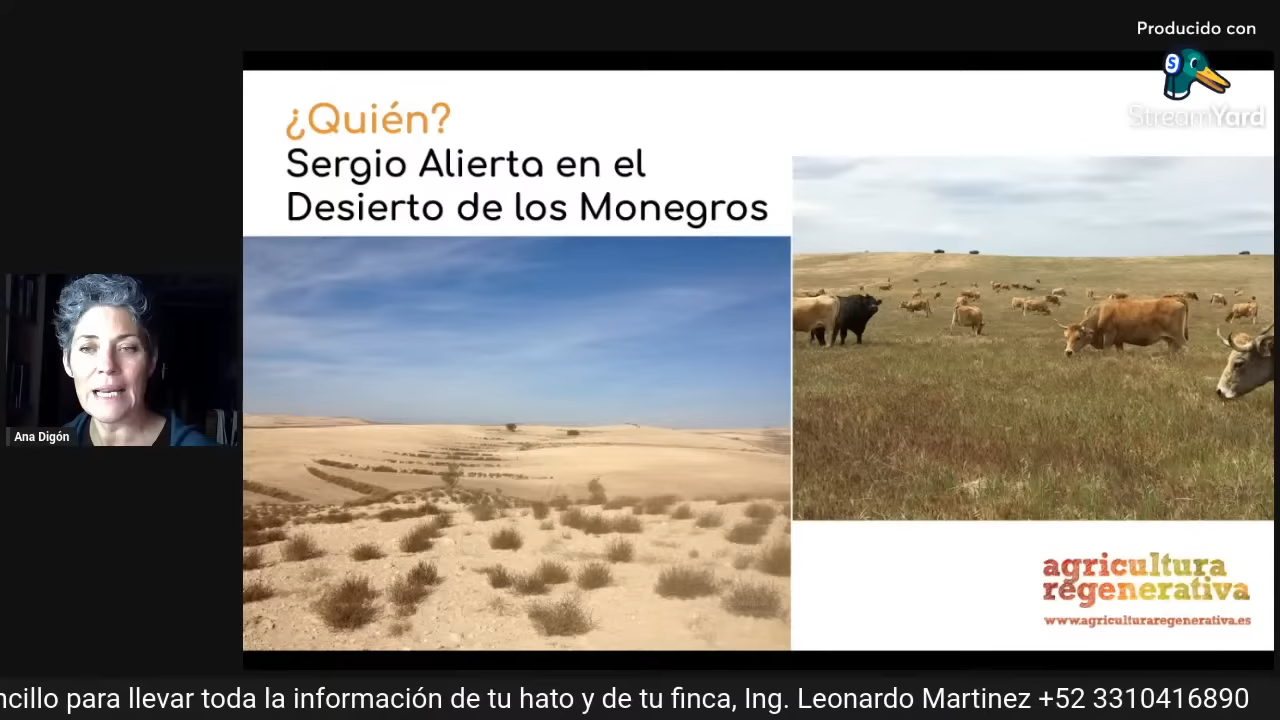 Producido con
StreamYard
¿Quién?
Sergio Alierta en el
Desierto de los Monegros
Ana Digón
agricultura
regenerativa
www.agriculturaregenerativa.es
para llevar toda la información de tu hato y de tu finca, Ing. Leonardo Martinez +52 3310416890